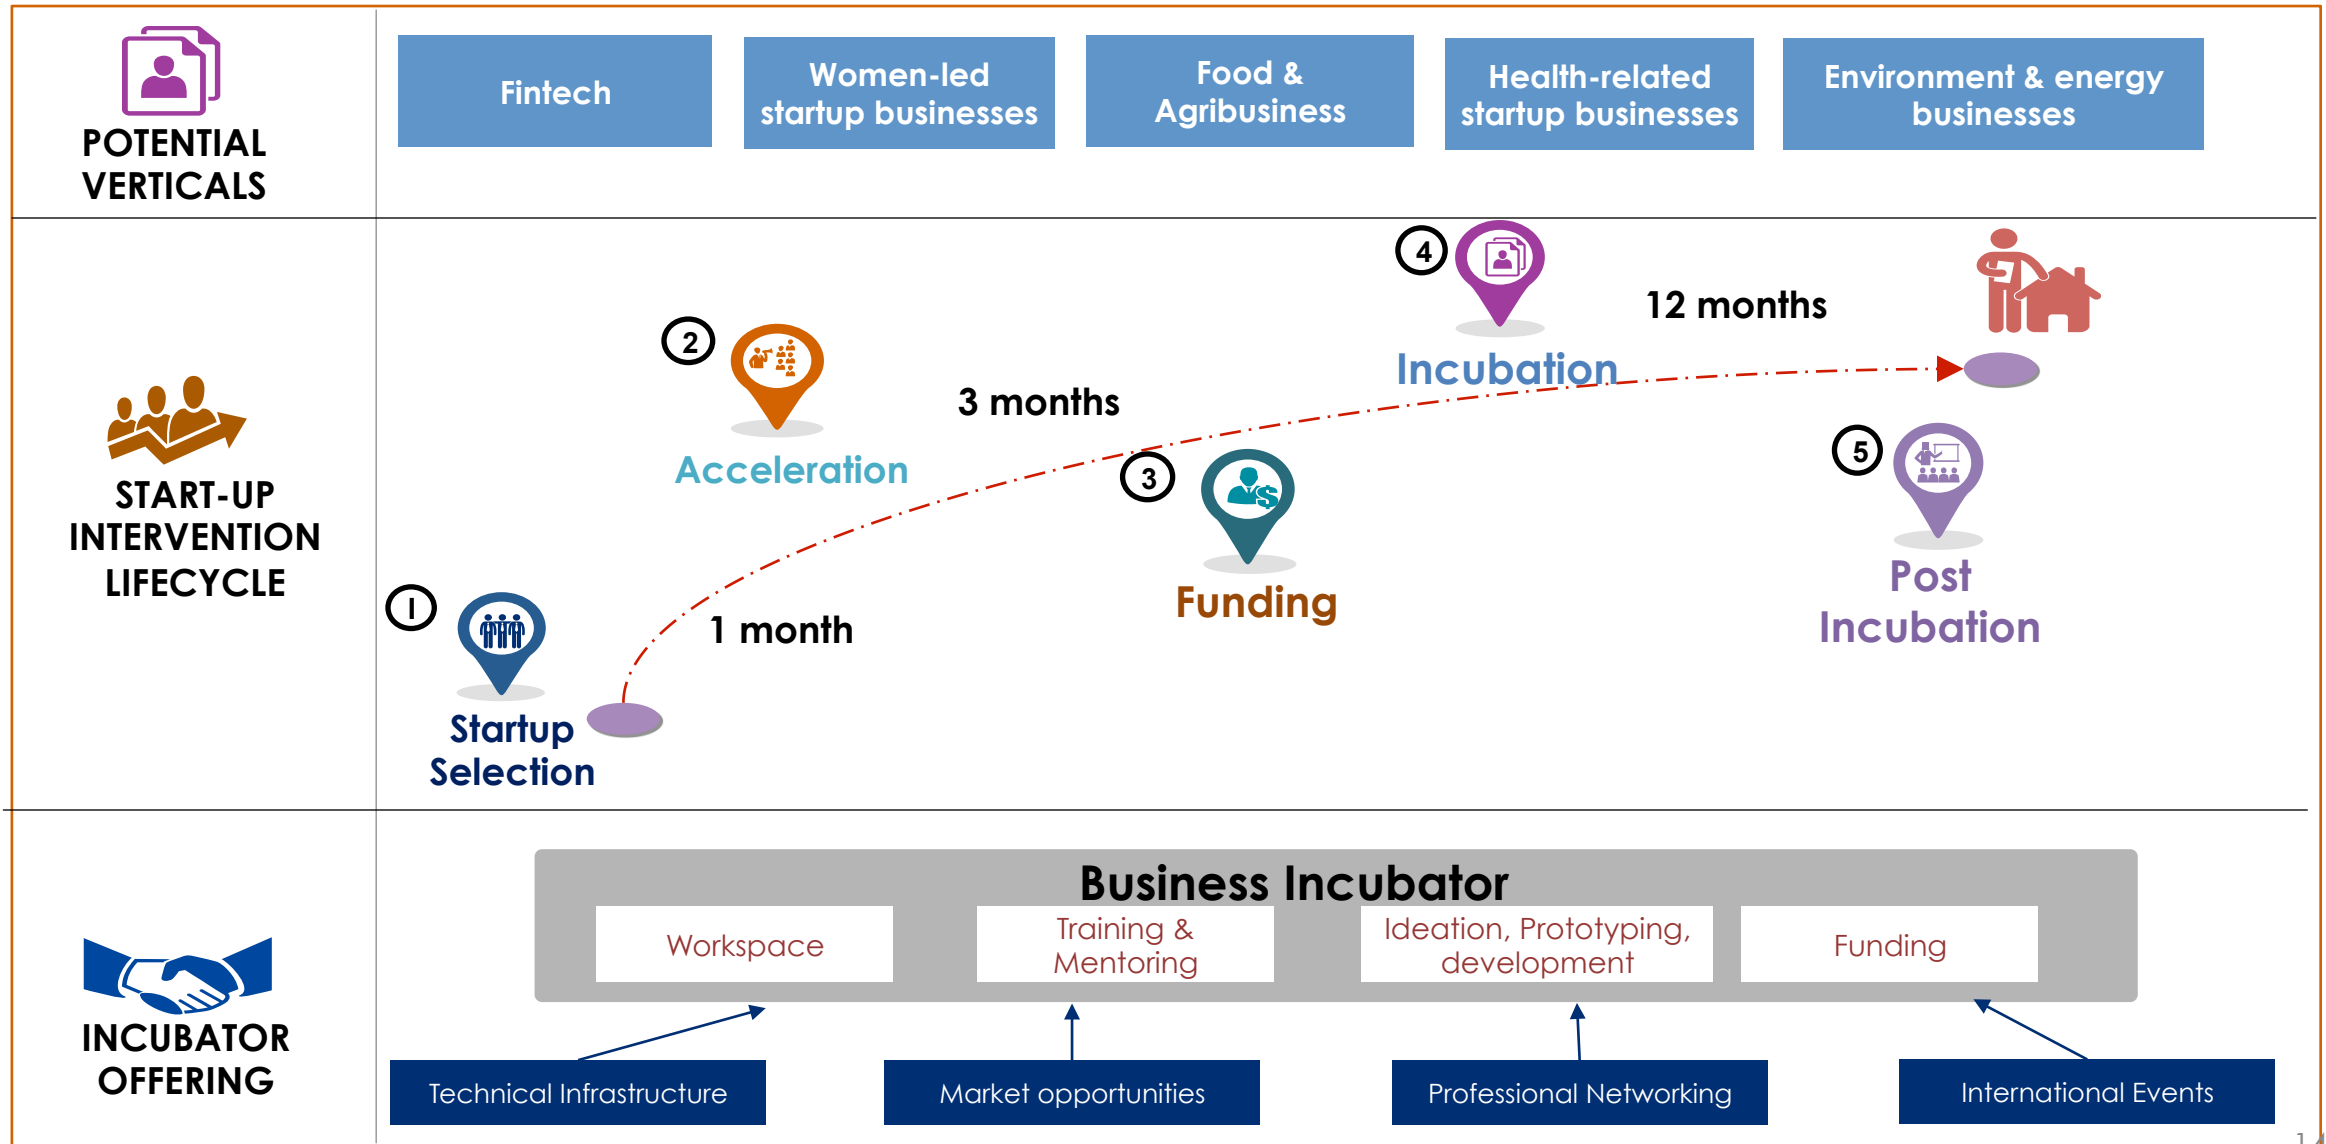 POTENTIAL
VERTICALS
Fintech
Women-led
startup businesses
Food &
Agribusiness
Health-related
startup businesses
Environment & energy
businesses
START-UP
INTERVENTION
LIFECYCLE
1
Startup
Selection
1 month
2
Acceleration
3 months
3
Funding
4
Incubation
12 months
5
Post
Incubation
INCUBATOR
OFFERING
Business Incubator
Workspace
Training &
Mentoring
Ideation, Prototyping,
development
Funding
Technical Infrastructure
Market opportunities
Professional Networking
International Events